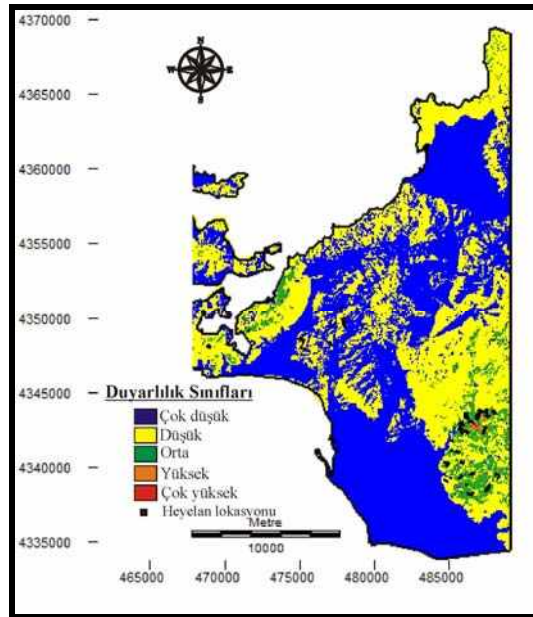 4370000
N
W
E
S
4365000
4360000
4355000
4350000
4345000
Duyarlılık Sınıfları
Çok düşük
Düşük
Orta
4340000
Yüksek
Çok yüksek
Heyelan lokasyonu
Metre
4335000
10000
465000 470000 475000 480000 485000